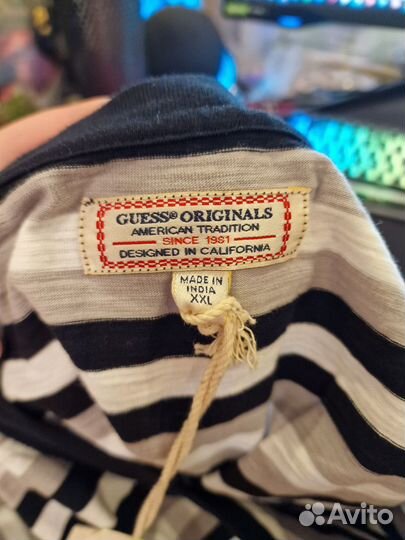 GUESS® ORIGINALS
AMERICAN TRADITION
SINCE 1981
DESIGNED IN CALIFORNIA
MADE IN
INDIA
XXL
Avito